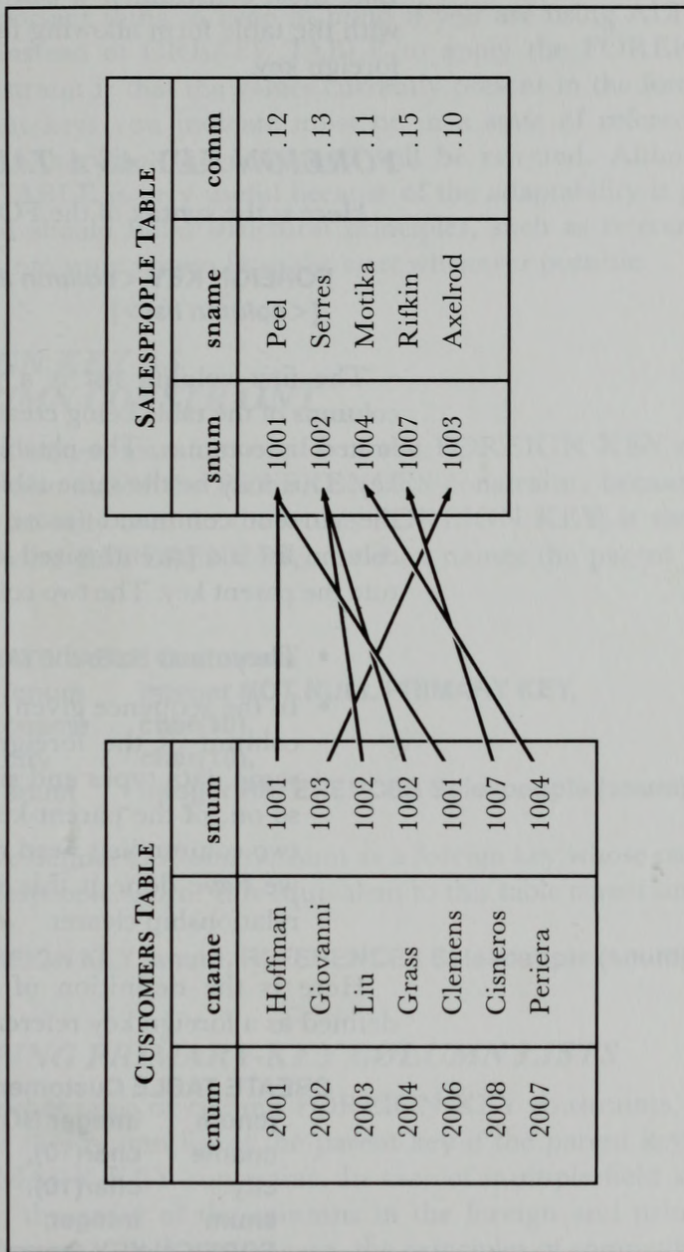 CUSTOMERS TABLE
cnum cname snum
2001 Hoffman 1001
2002 Giovanni 1003
2003 Liu 1002
2004 Grass 1002
2006 Clemens 1001
2008 Cisneros 1007
2007 Periera 1004
SALESPEOPLE TABLE
snum sname comm
1001 Peel .12
1002 Serres .13
1004 Motika .11
1007 Rifkin .15
1003 Axelrod .10